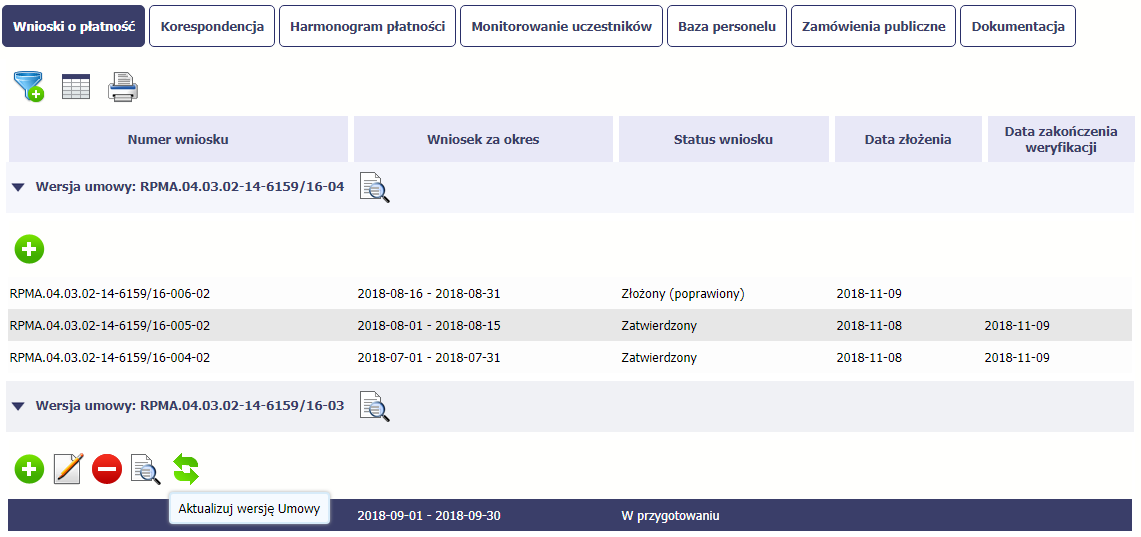 Wnioski o płatność Korespondencja Harmonogram płatności Monitorowanie uczestników Baza personelu Zamówienia publiczne Dokumentacja
Numer wniosku Wniosek za okres Status wniosku Data złożenia Data zakończenia
weryfikacji
Wersja umowy: RPMA.04.03.02-14-6159/16-04
RPMA.04.03.02-14-6159/16-006-02 2018-08-16 - 2018-08-31 Złożony (poprawiony) 2018-11-09
RPMA.04.03.02-14-6159/16-005-02 2018-08-01 - 2018-08-15 Zatwierdzony 2018-11-08 2018-11-09
RPMA.04.03.02-14-6159/16-004-02 2018-07-01 - 2018-07-31 Zatwierdzony 2018-11-08 2018-11-09
Wersja umowy: RPMA.04.03.02-14-6159/16-03
Aktualizuj wersję Umowy
2018-09-01 - 2018-09-30 W przygotowaniu